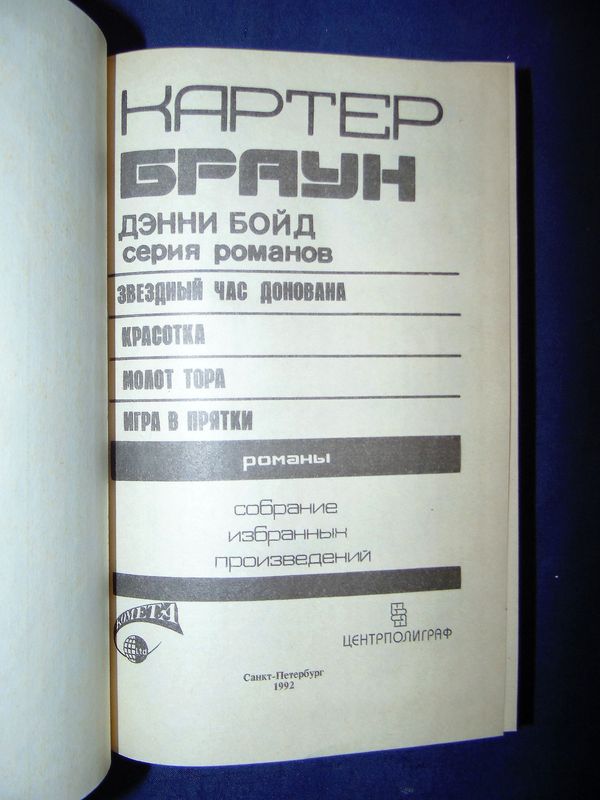 КАРТЕР
БРАУН
ДЭННИ БОЙД
серия романов
ЗВЕЗДНЫЙ ЧАС ДОНОВАНА
КРАСОТКА
МОЛОТ ТОРА
ИГРА В ПРЯТКИ
романы
собрание
избранных
произведений
КОМЕТА
Ltd
ЦЕНТРПОЛИГРАФ
Санкт-Петербург
1992